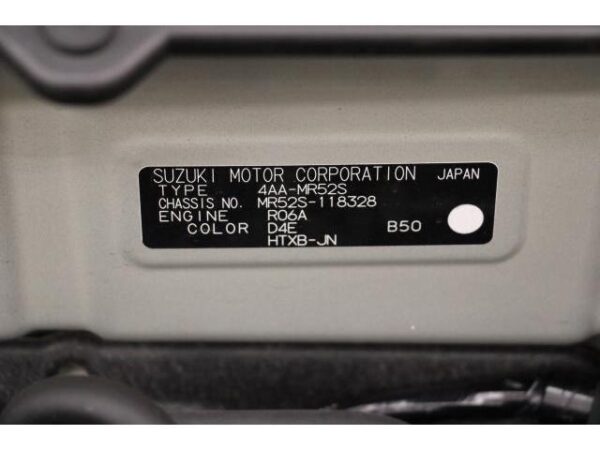 SUZUKI MOTOR CORPORATION JAPAN
TYPE 4AA-MR52S
CHASSIS NO. MR52S-118328
ENGINE R06A
COLOR D4E B50
HTXB-JN